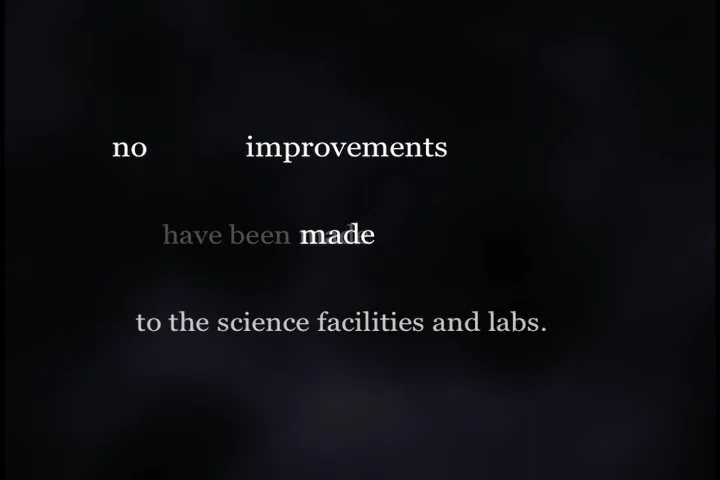 no improvements
have been made
to the science facilities and labs.